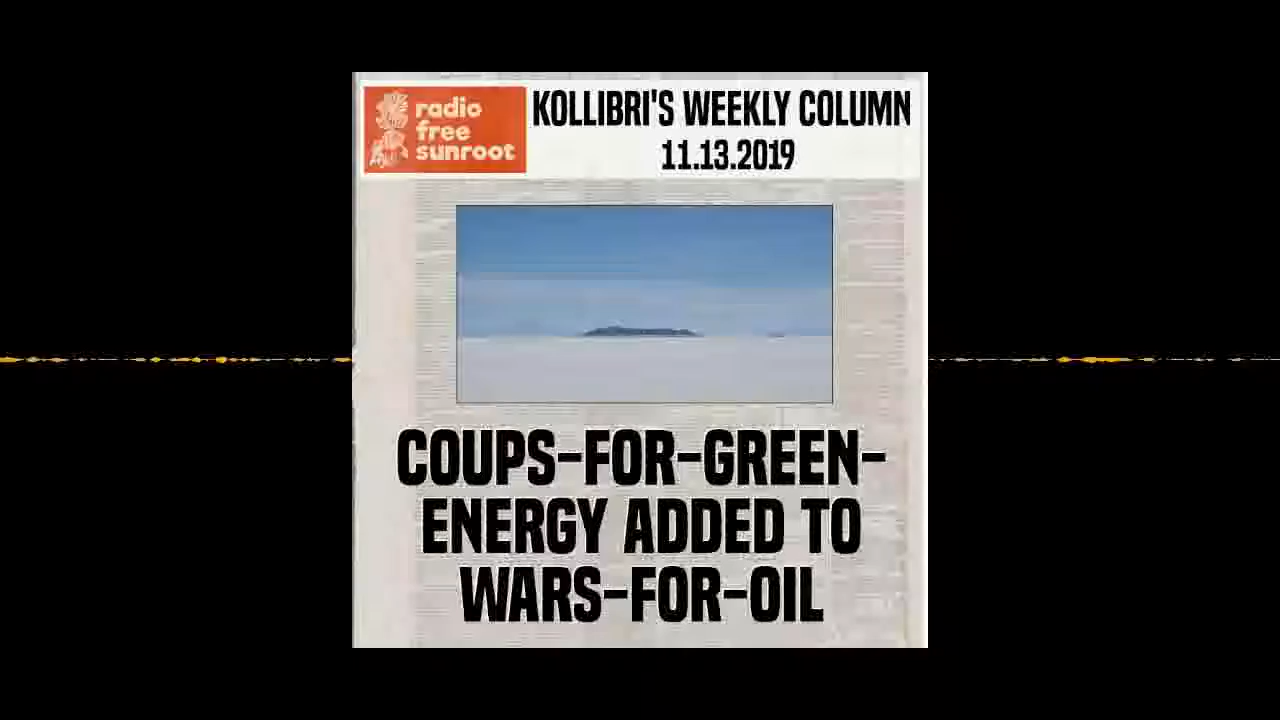 radio
free
sunroot
KOLLIBRI'S WEEKLY COLUMN
11.13.2019
COUPS-FOR-GREEN-
ENERGY ADDED TO
WARS-FOR-OIL